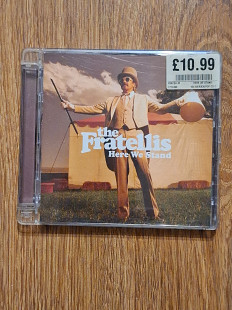 £10.99
the
Fratellis
Here We Stand